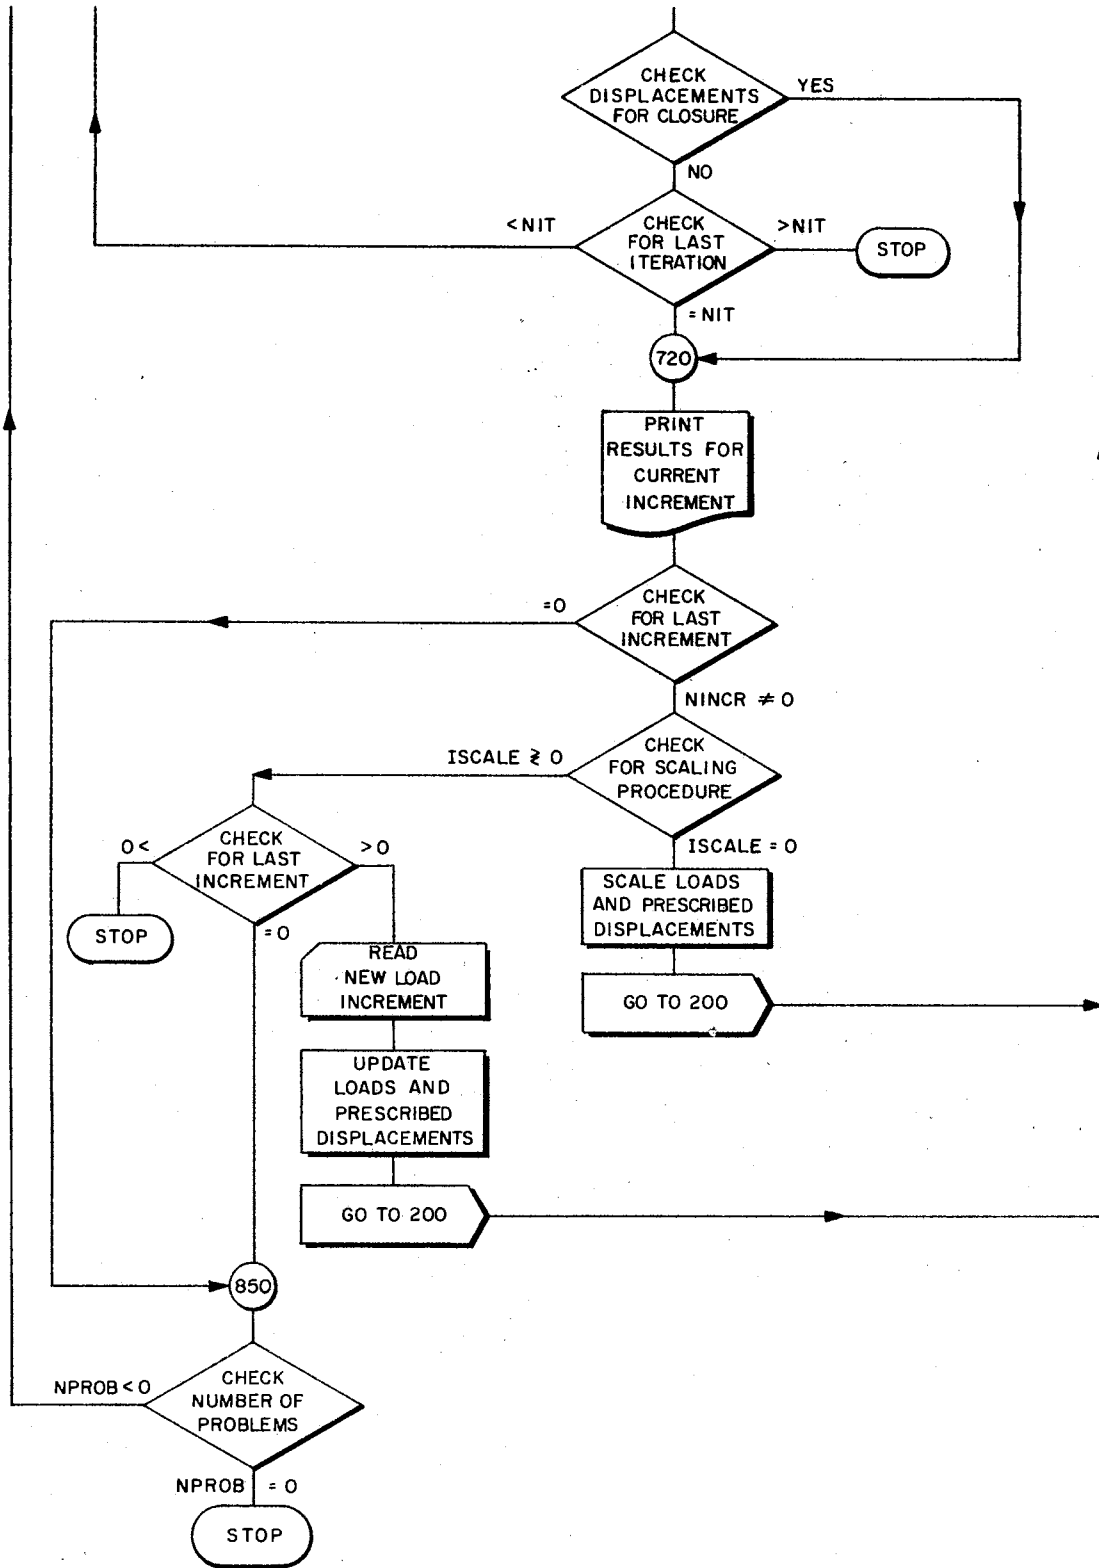 CHECK
DISPLACEMENTS
FOR CLOSURE
YES
NO
<NIT
CHECK
FOR LAST
ITERATION
>NIT
STOP
=NIT
720
PRINT
RESULTS FOR
CURRENT
INCREMENT
=0
CHECK
FOR LAST
INCREMENT
NINCR ≠ 0
ISCALE ≷ 0
CHECK
FOR SCALING
PROCEDURE
ISCALE = 0
0<
CHECK
FOR LAST
INCREMENT
>0
STOP
=0
SCALE LOADS
AND PRESCRIBED
DISPLACEMENTS
READ
NEW LOAD
INCREMENT
GO TO 200
UPDATE
LOADS AND
PRESCRIBED
DISPLACEMENTS
GO TO 200
850
NPROB<0
CHECK
NUMBER OF
PROBLEMS
NPROB = 0
STOP